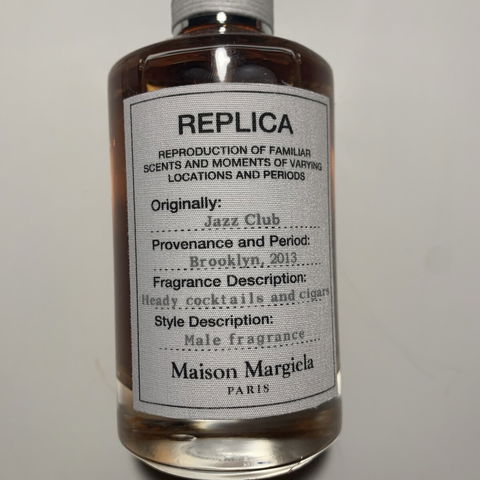 REPLICA
REPRODUCTION OF FAMILIAR
SCENTS AND MOMENTS OF VARYING
LOCATIONS AND PERIODS
Originally:
Jazz Club
Provenance and Period:
Brooklyn, 2013
Fragrance Description:
Heady cocktails and cigars
Style Description:
Male fragrance
Maison Margiela
PARIS